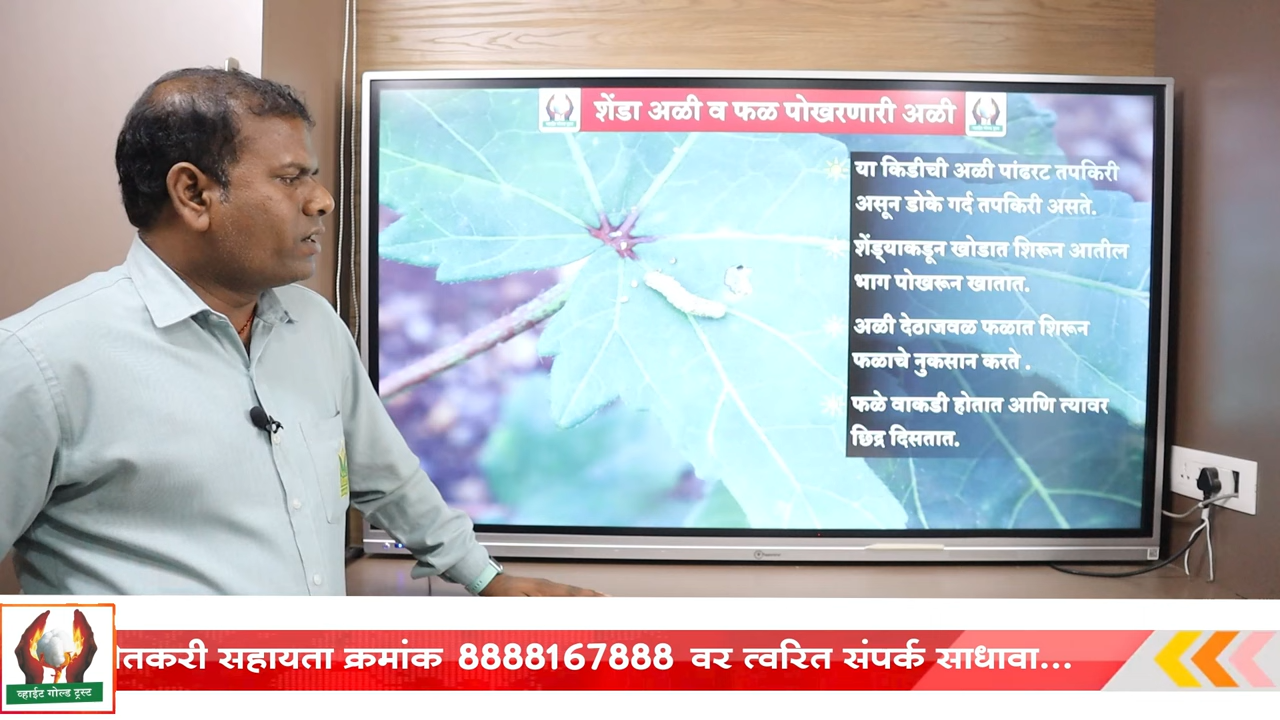 शेंडा अळी व फळ पोखरणारी अळी
या किडीची अळी पांढरट तपकिरी
असून डोके गर्द तपकिरी असते.
शेंड्याकडून खोडात शिरून आतील
भाग पोखरून खातात.
अळी देठाजवळ फळात शिरून
फळाचे नुकसान करते .
फळे वाकडी होतात आणि त्यावर
छिद्र दिसतात.
तकरी सहायता क्रमांक 8888167888 वर त्वरित संपर्क साधावा...
व्हाईट गोल्ड ट्रस्ट